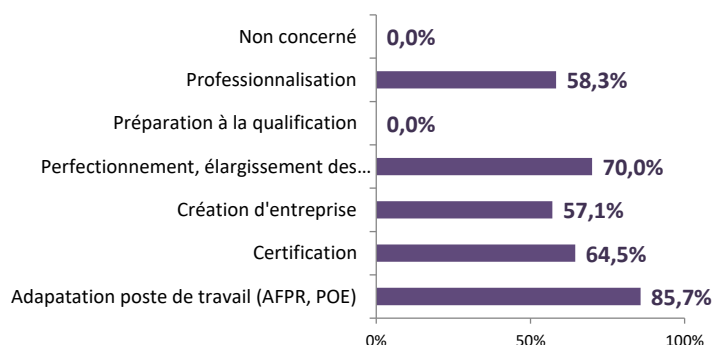 Non concerné 0,0%
Professionnalisation 58,3%
Préparation à la qualification 0,0%
Perfectionnement, élargissement des… 70,0%
Création d'entreprise 57,1%
Certification 64,5%
Adapatation poste de travail (AFPR, POE) 85,7%
0% 50% 100%